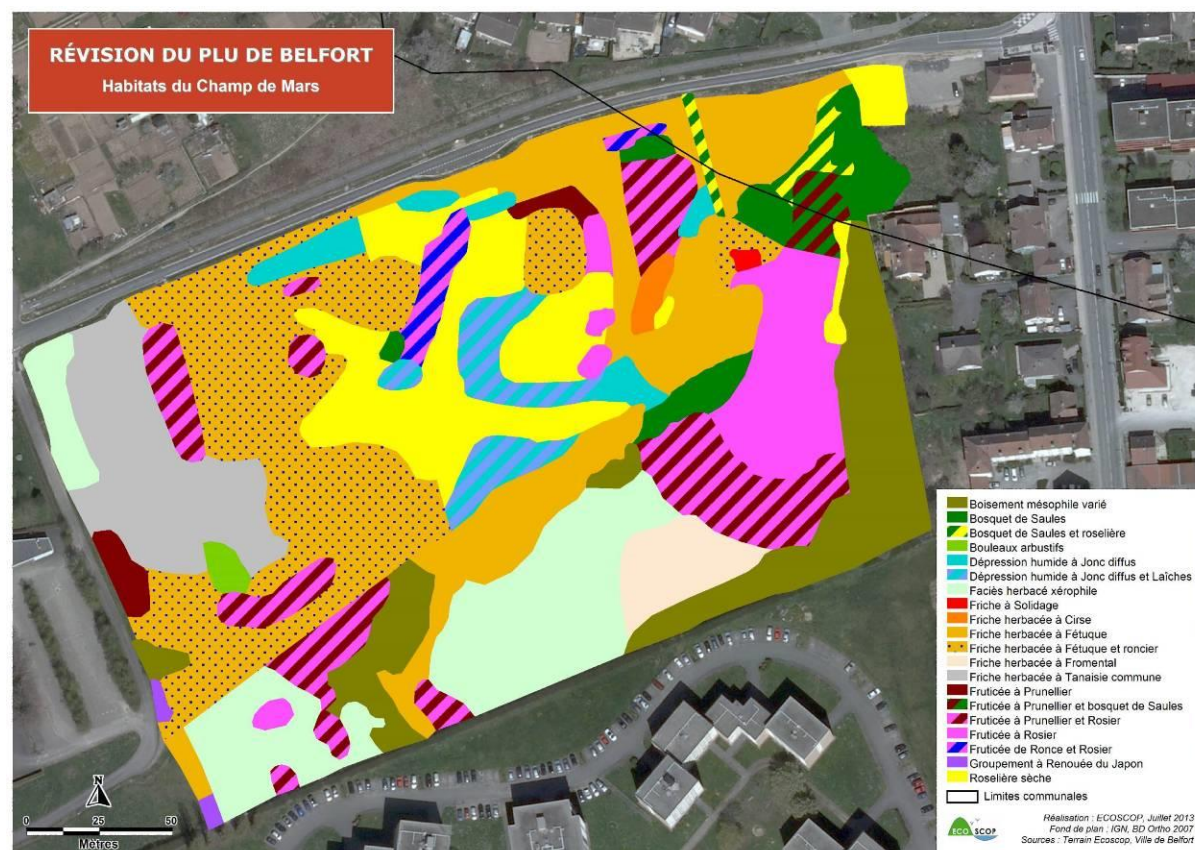 RÉVISION DU PLU DE BELFORT
Habitats du Champ de Mars
Boisement mésophile varié
Bosquet de Saules
Bosquet de Saules et roselière
Bouleaux arbustifs
Dépression humide à Jonc diffus
Dépression humide à Jonc diffus et Laîches
Faciès herbacé xérophile
Friche à Solidage
Friche herbacée à Cirse
Friche herbacée à Fétuque
Friche herbacée à Fétuque et roncier
Friche herbacée à Fromental
Friche herbacée à Tanaisie commune
Fruticée à Prunellier
Fruticée à Prunellier et bosquet de Saules
Fruticée à Prunellier et Rosier
Fruticée à Rosier
Fruticée de Ronce et Rosier
Groupement à Renouée du Japon
Roselière sèche
Limites communales
N
0 25 50
Mètres
ECO SCOP
Réalisation : ECOSCOP, Juillet 2013
Fond de plan : IGN, BD Ortho 2007
Sources : Terrain Ecoscop, Ville de Belfort